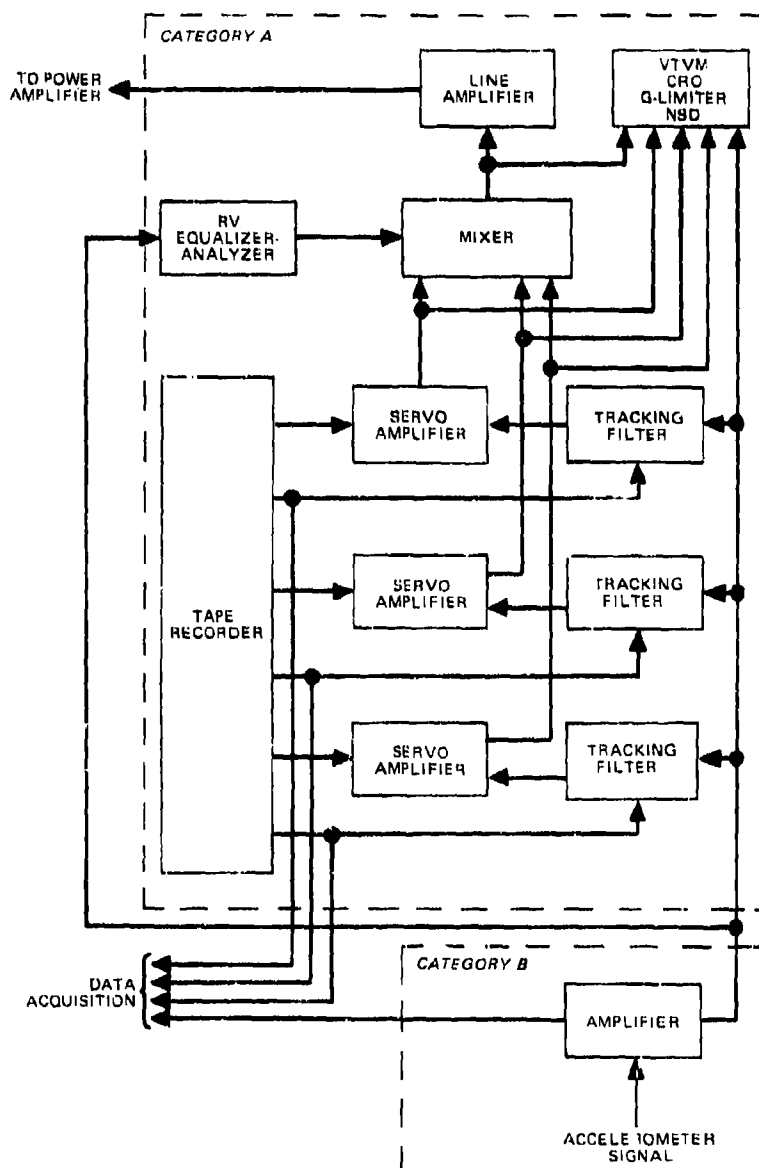 CATEGORY A
TO POWER
AMPLIFIER
LINE
AMPLIFIER
VTVM
CRO
G-LIMITER
NSD
RV
EQUALIZER-
ANALYZER
MIXER
TAPE
RECORDER
SERVO
AMPLIFIER
TRACKING
FILTER
SERVO
AMPLIFIER
TRACKING
FILTER
SERVO
AMPLIFIER
TRACKING
FILTER
DATA
ACQUISITION
CATEGORY B
AMPLIFIER
ACCELEROMETER
SIGNAL